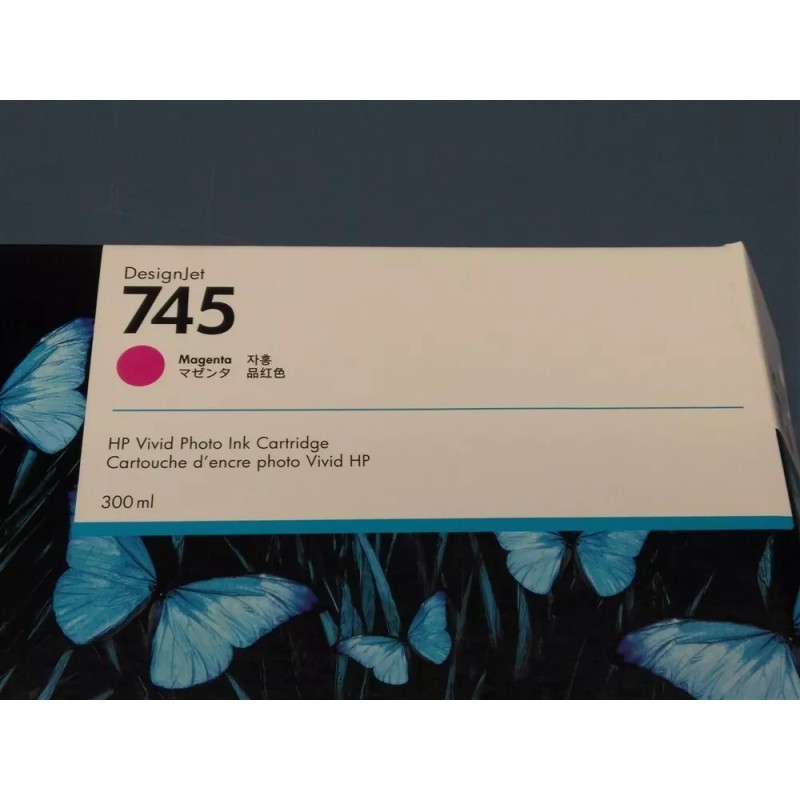 DesignJet
745
Magenta 자홍
マゼンタ 品红色
HP Vivid Photo Ink Cartridge
Cartouche d'encre photo Vivid HP
300 ml